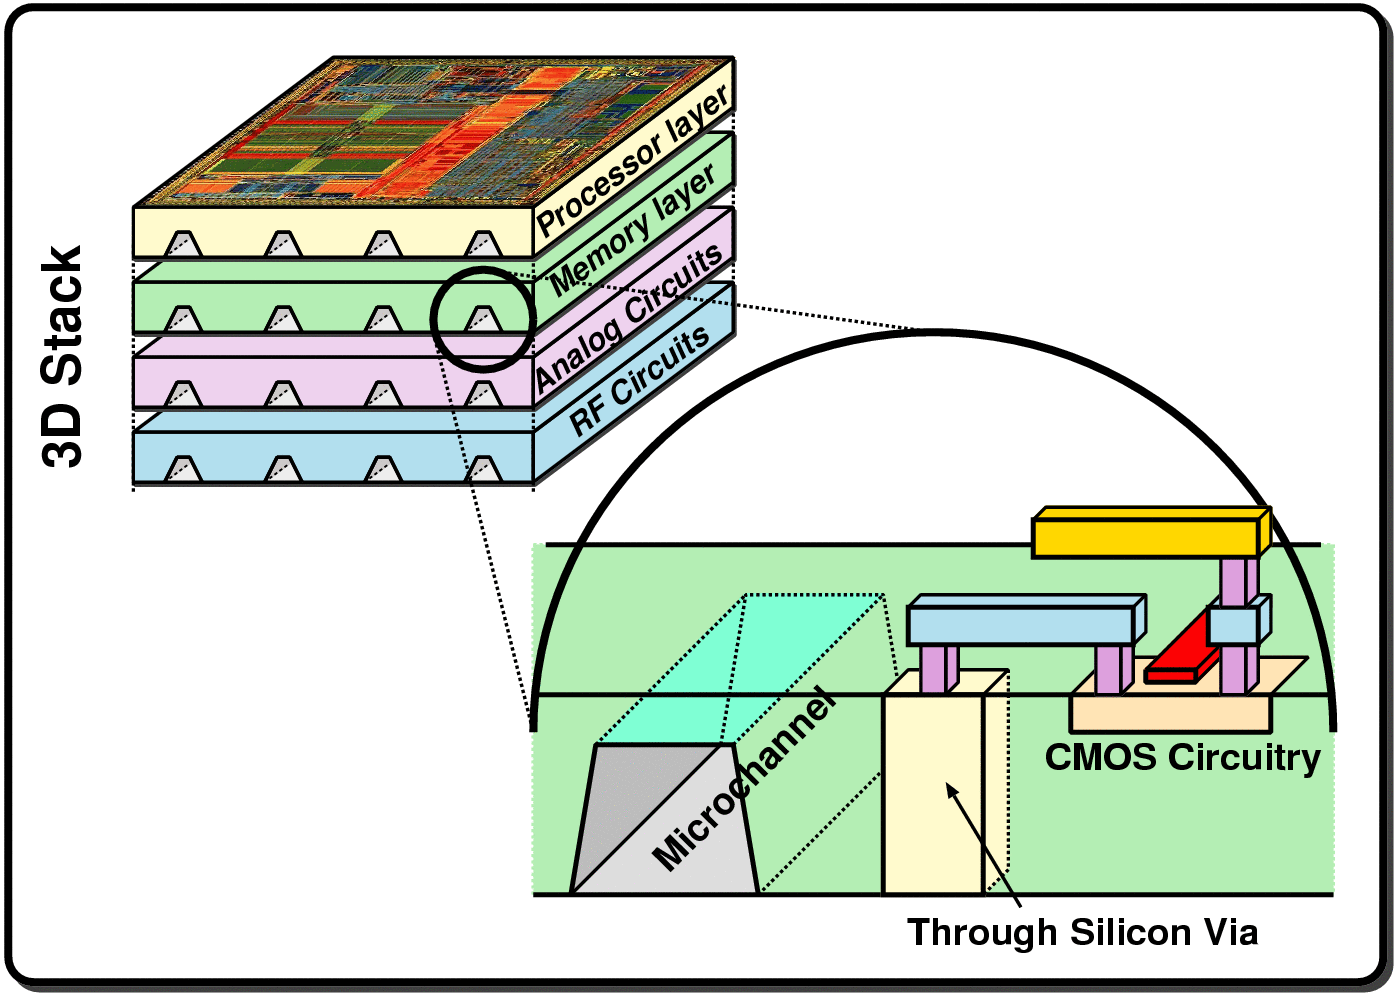 3D Stack
Processor layer
Memory layer
Analog Circuits
RF Circuits
Microchannel
CMOS Circuitry
Through Silicon Via